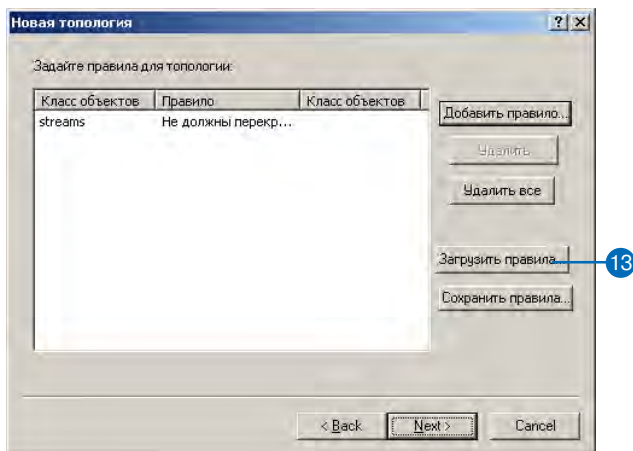 Новая топология
Задайте правила для топологии:
Класс объектов Правило Класс объектов
streams Не должны перекр...
Добавить правило...
Удалить
Удалить все
Загрузить правила...
13
Сохранить правила...
< Back Next > Cancel